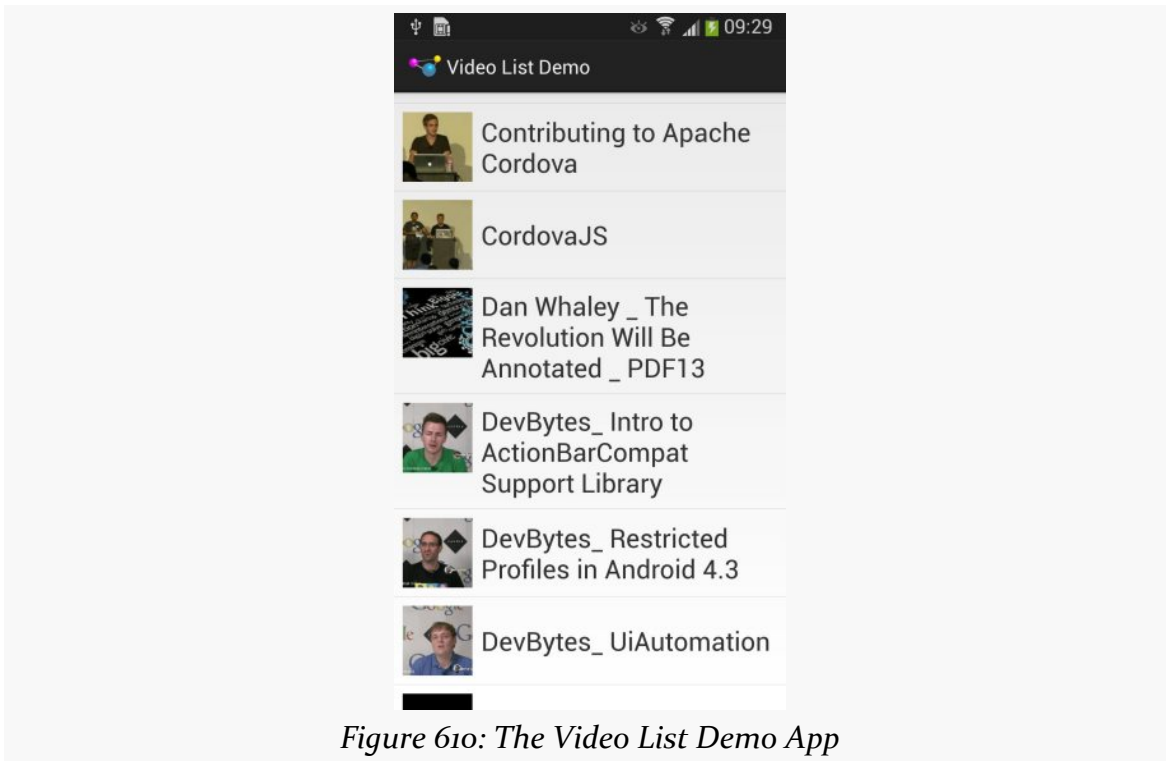 09:29
Video List Demo
Contributing to Apache
Cordova
CordovaJS
Dan Whaley _ The
Revolution Will Be
Annotated _ PDF13
DevBytes_ Intro to
ActionBarCompat
Support Library
DevBytes_ Restricted
Profiles in Android 4.3
DevBytes_ UiAutomation
Figure 610: The Video List Demo App